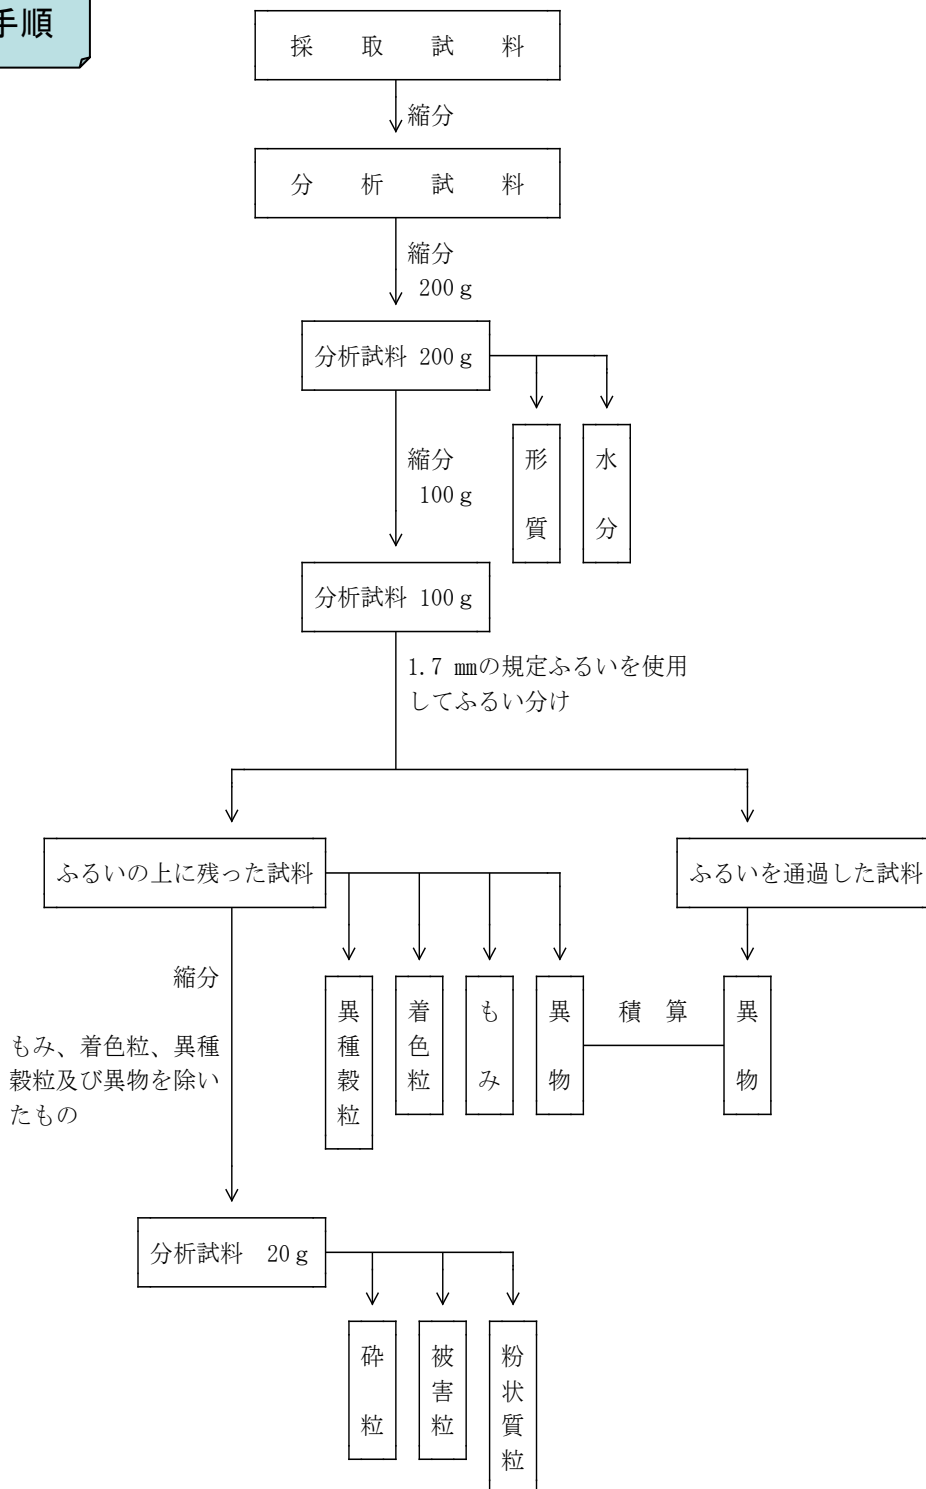 手順
採取試料
縮分
分析試料
縮分
200ｇ
分析試料 200ｇ
縮分
100ｇ
形質
水分
分析試料 100ｇ
1.7 ㎜の規定ふるいを使用
してふるい分け
ふるいの上に残った試料
ふるいを通過した試料
縮分
もみ、着色粒、異種
穀粒及び異物を除い
たもの
異種穀粒
着色粒
もみ
異物
積算
異物
分析試料 20ｇ
砕粒
被害粒
粉状質粒